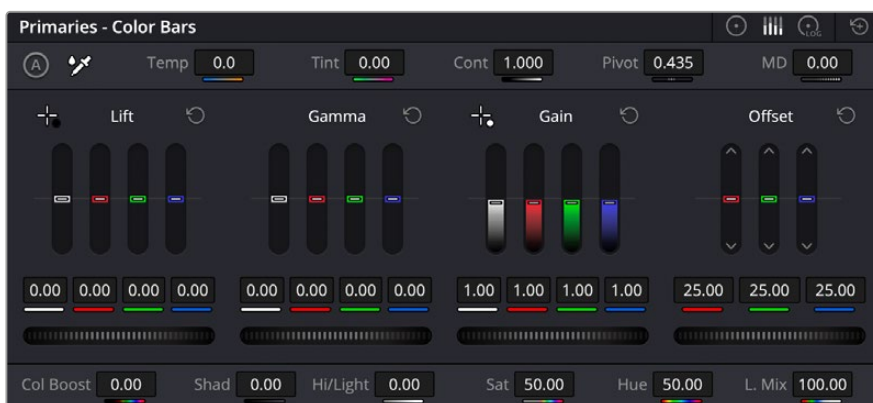 Primaries - Color Bars
LOG
A Temp 0.0 Tint 0.00 Cont 1.000 Pivot 0.435 MD 0.00
Lift Gamma Gain Offset
0.00 0.00 0.00 0.00 0.00 0.00 0.00 0.00 1.00 1.00 1.00 1.00 25.00 25.00 25.00
Col Boost 0.00 Shad 0.00 Hi/Light 0.00 Sat 50.00 Hue 50.00 L. Mix 100.00